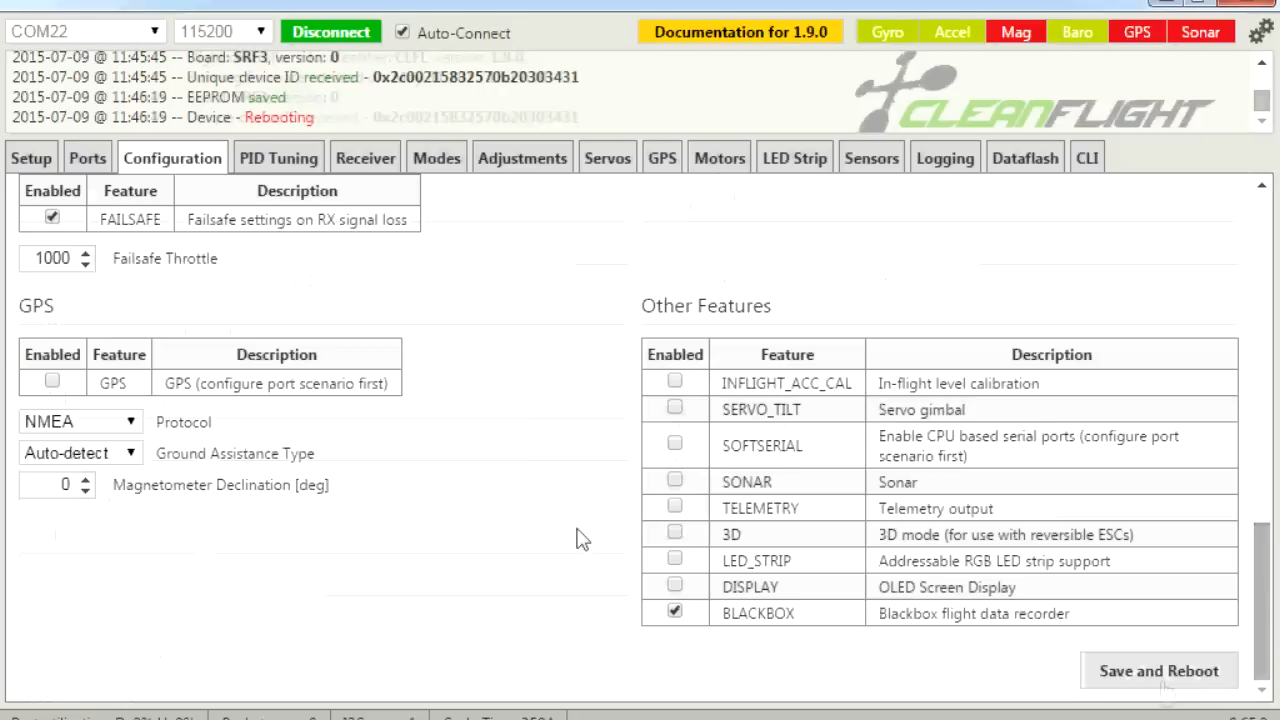 COM22 115200 Disconnect Auto-Connect Documentation for 1.9.0 Gyro Accel Mag Baro GPS Sonar
2015-07-09 @ 11:45:45 -- Board: SRF3, version: 0
2015-07-09 @ 11:45:45 -- Unique device ID received - 0x2c00215832570b20303431
2015-07-09 @ 11:46:19 -- EEPROM saved
2015-07-09 @ 11:46:19 -- Device - Rebooting
CLEANFLIGHT
Setup Ports Configuration PID Tuning Receiver Modes Adjustments Servos GPS Motors LED Strip Sensors Logging Dataflash CLI
Enabled Feature Description
FAILSAFE Failsafe settings on RX signal loss
1000 Failsafe Throttle
GPS
Enabled Feature Description
GPS GPS (configure port scenario first)
NMEA Protocol
Auto-detect Ground Assistance Type
0 Magnetometer Declination [deg]
Other Features
Enabled Feature Description
INFLIGHT_ACC_CAL In-flight level calibration
SERVO_TILT Servo gimbal
SOFTSERIAL Enable CPU based serial ports (configure port
scenario first)
SONAR Sonar
TELEMETRY Telemetry output
3D 3D mode (for use with reversible ESCs)
LED_STRIP Addressable RGB LED strip support
DISPLAY OLED Screen Display
BLACKBOX Blackbox flight data recorder
Save and Reboot